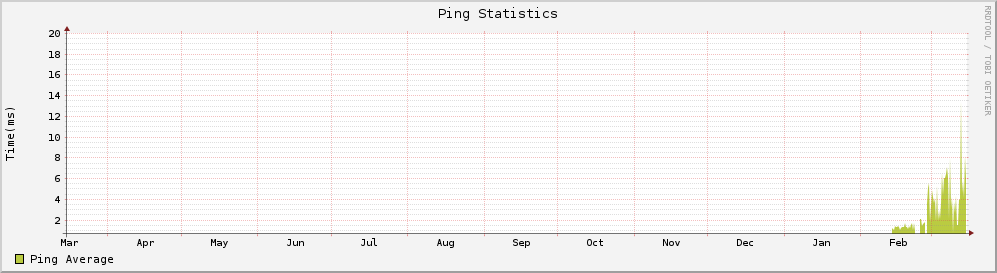 Ping Statistics
RRDTOOL / TOBI OETIKER
Time(ms)
20
18
16
14
12
10
8
6
4
2
Mar Apr May Jun Jul Aug Sep Oct Nov Dec Jan Feb
Ping Average